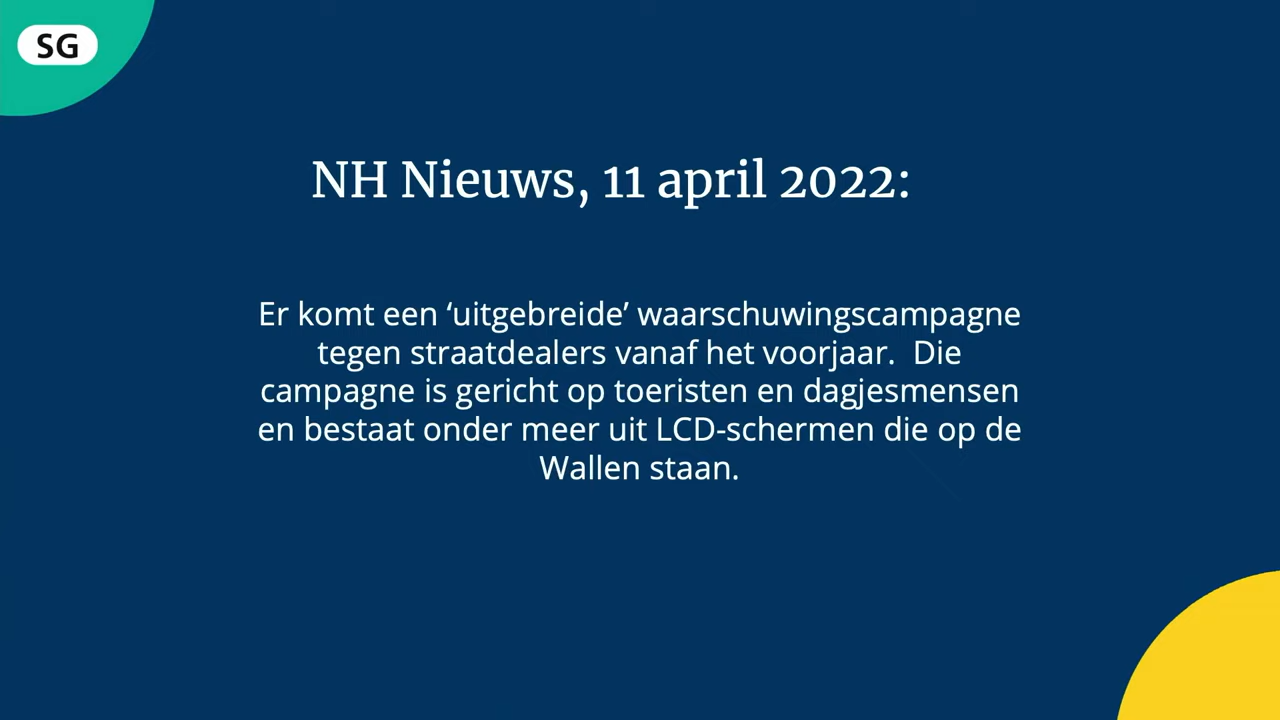 SG
NH Nieuws, 11 april 2022:
Er komt een ‘uitgebreide’ waarschuwingscampagne
tegen straatdealers vanaf het voorjaar.  Die
campagne is gericht op toeristen en dagjesmensen
en bestaat onder meer uit LCD-schermen die op de
Wallen staan.